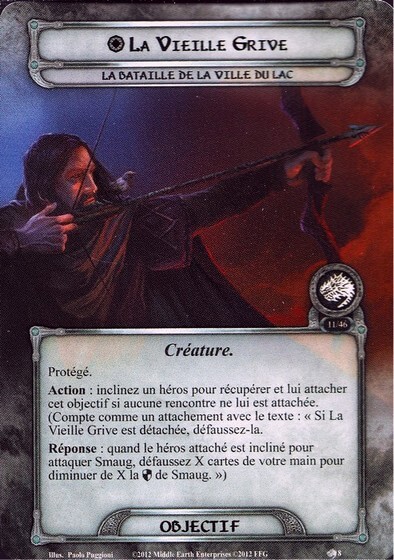 La Vieille Grive
La Bataille de la Ville du Lac
11/46
Créature.
Protégé.
Action : inclinez un héros pour récupérer et lui attacher
cet objectif si aucune rencontre ne lui est attachée.
(Compte comme un attachement avec le texte : « Si La
Vieille Grive est détachée, défaussez-la.
Réponse : quand le héros attaché est incliné pour
attaquer Smaug, défaussez X cartes de votre main pour
diminuer de X la de Smaug. »)
Objectif
Illus. Paolo Puggioni ©2012 Middle Earth Enterprises ©2012 FFG 8